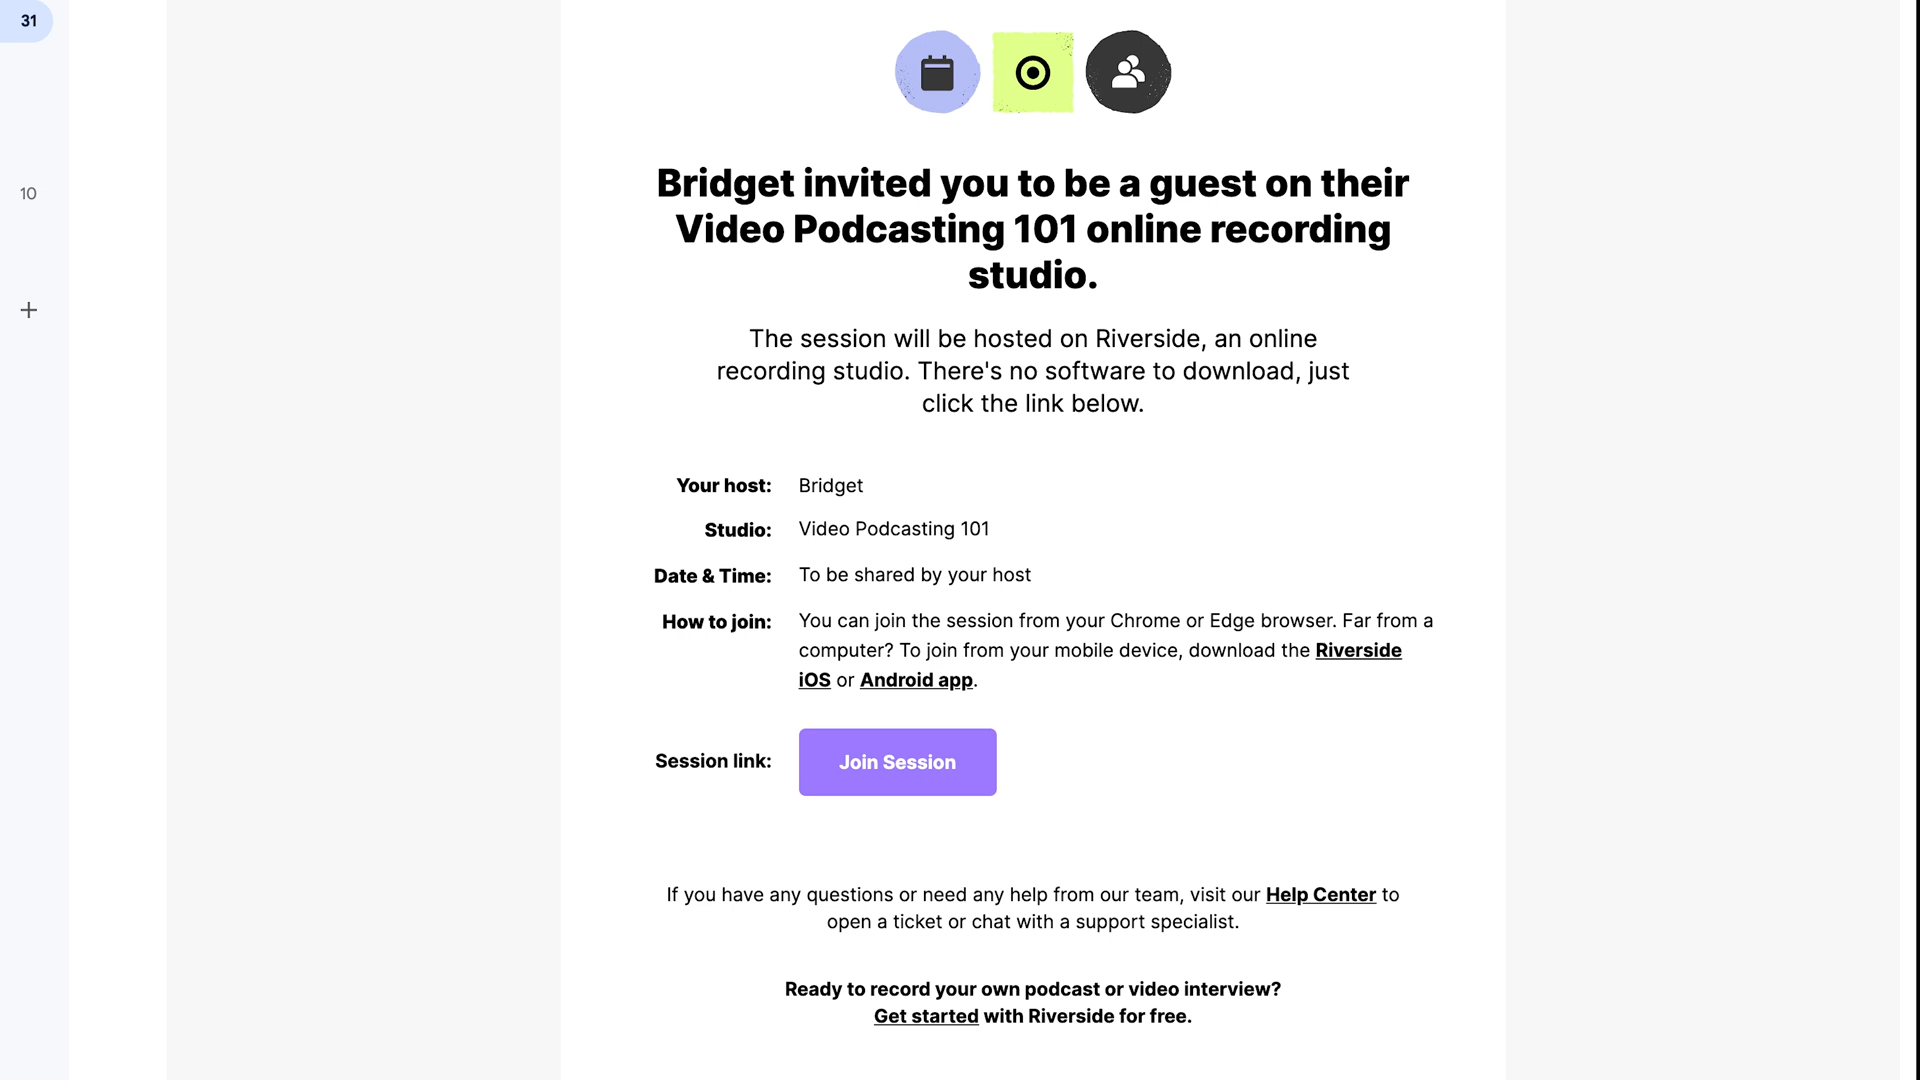 31
10
Bridget invited you to be a guest on their
Video Podcasting 101 online recording
studio.
The session will be hosted on Riverside, an online
recording studio. There's no software to download, just
click the link below.
Your host: Bridget
Studio: Video Podcasting 101
Date & Time: To be shared by your host
How to join: You can join the session from your Chrome or Edge browser. Far from a
computer? To join from your mobile device, download the Riverside
iOS or Android app.
Session link: Join Session
If you have any questions or need any help from our team, visit our Help Center to
open a ticket or chat with a support specialist.
Ready to record your own podcast or video interview?
Get started with Riverside for free.